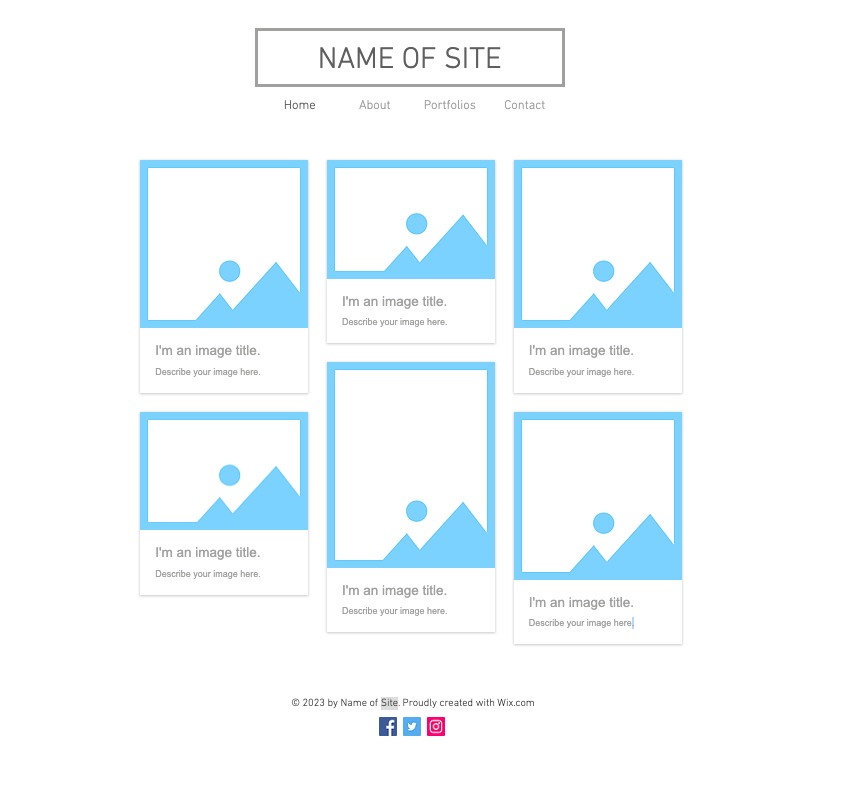 NAME OF SITE
Home About Portfolios Contact
I'm an image title.
Describe your image here.
I'm an image title.
Describe your image here.
I'm an image title.
Describe your image here.
I'm an image title.
Describe your image here.
I'm an image title.
Describe your image here.
I'm an image title.
Describe your image here.
© 2023 by Name of Site. Proudly created with Wix.com